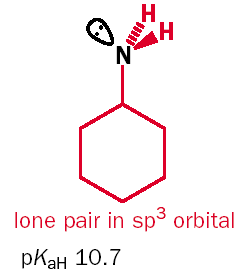 H
N H
lone pair in sp³ orbital
pKaH 10.7